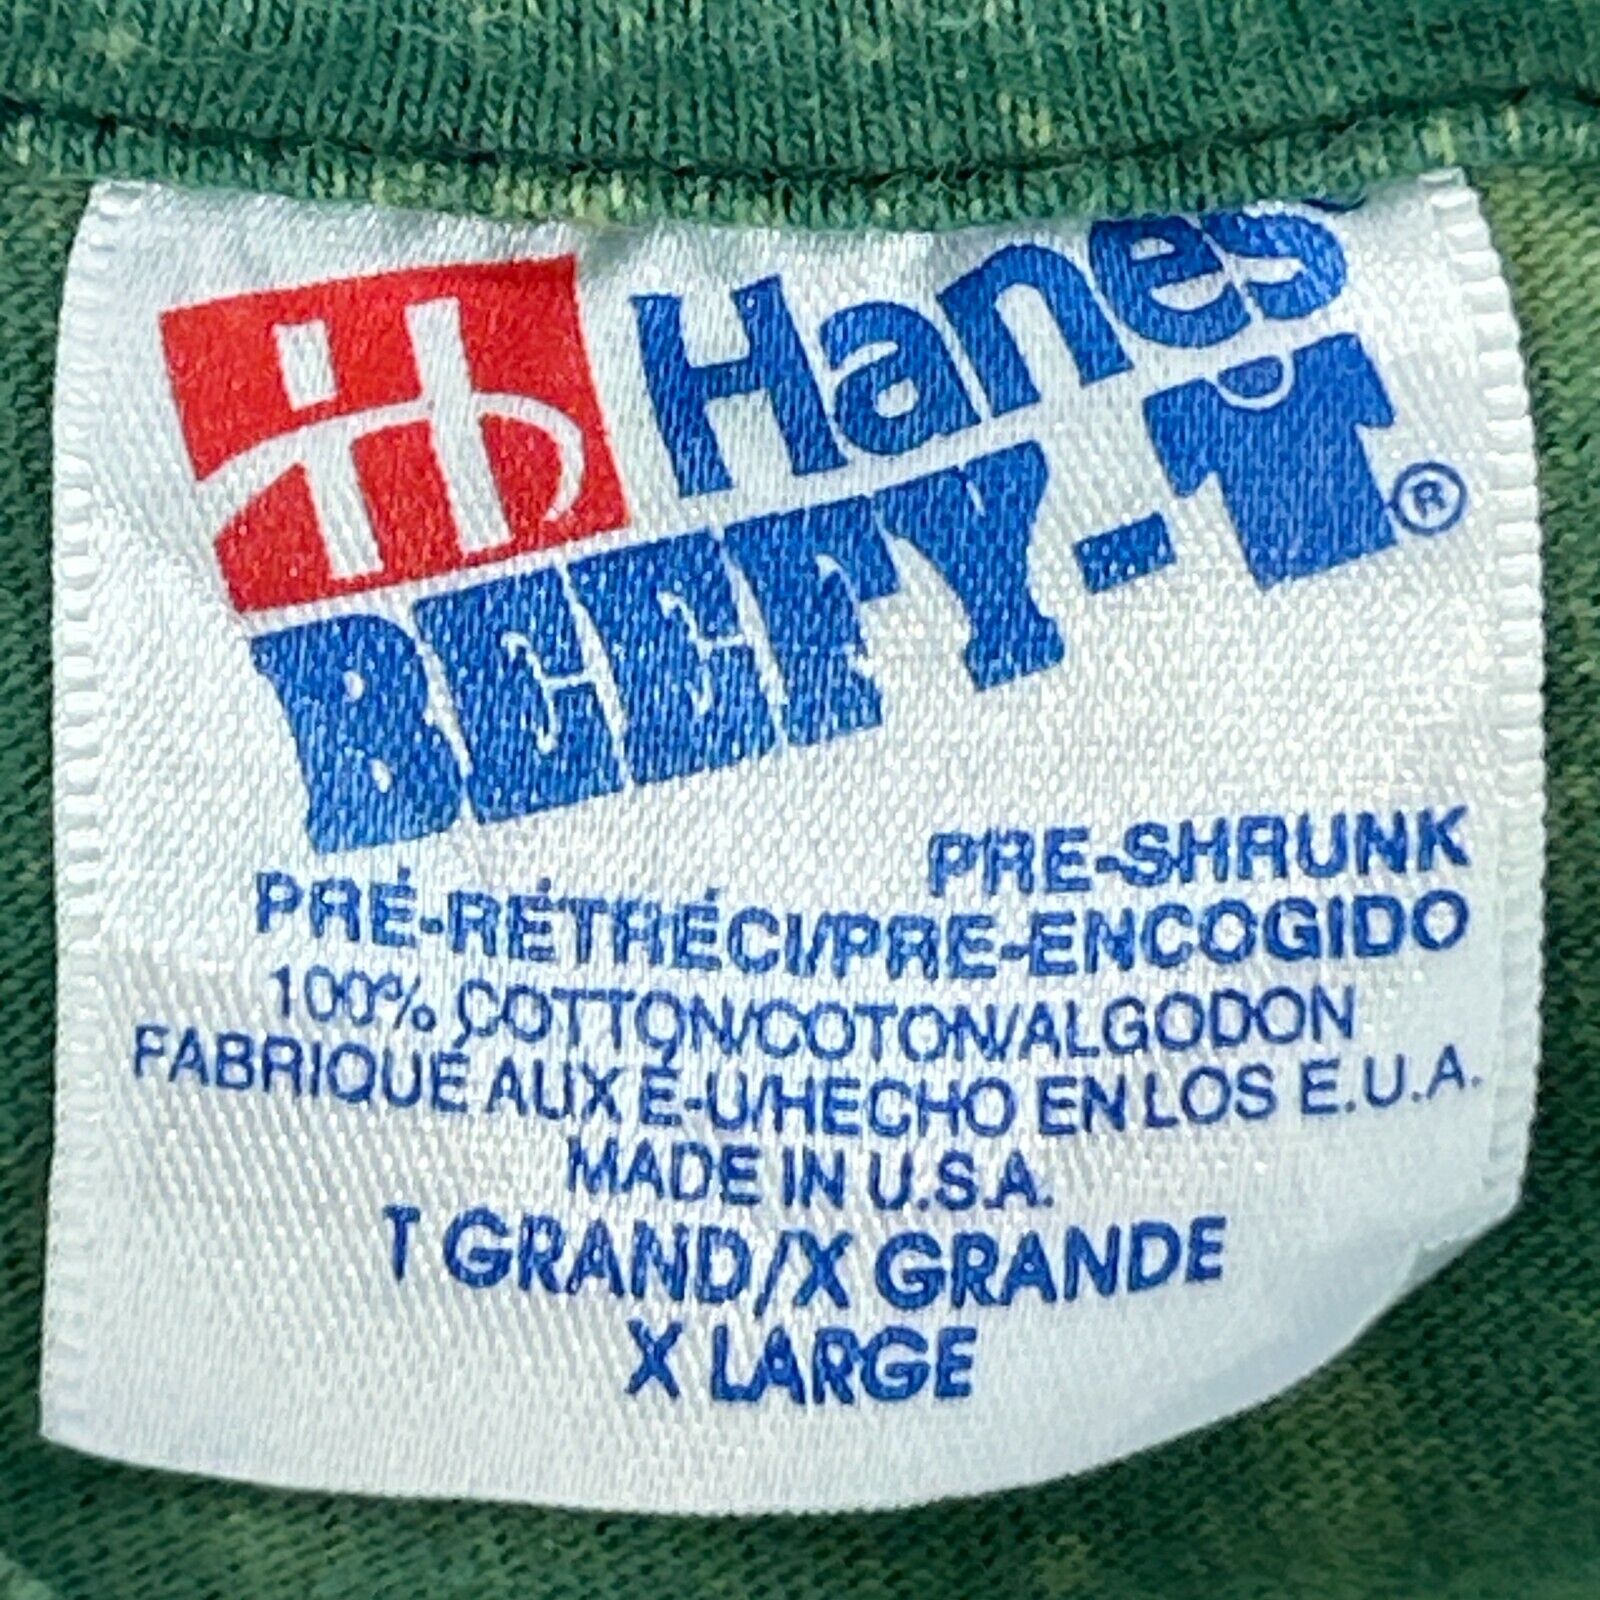 Hanes
BEEFY-T®
PRE-SHRUNK
PRÉ-RÉTRÉCI/PRE-ENCOGIDO
100% COTTON/COTON/ALGODON
FABRIQUÉ AUX É-U/HECHO EN LOS E.U.A.
MADE IN U.S.A.
T GRAND/X GRANDE
X LARGE